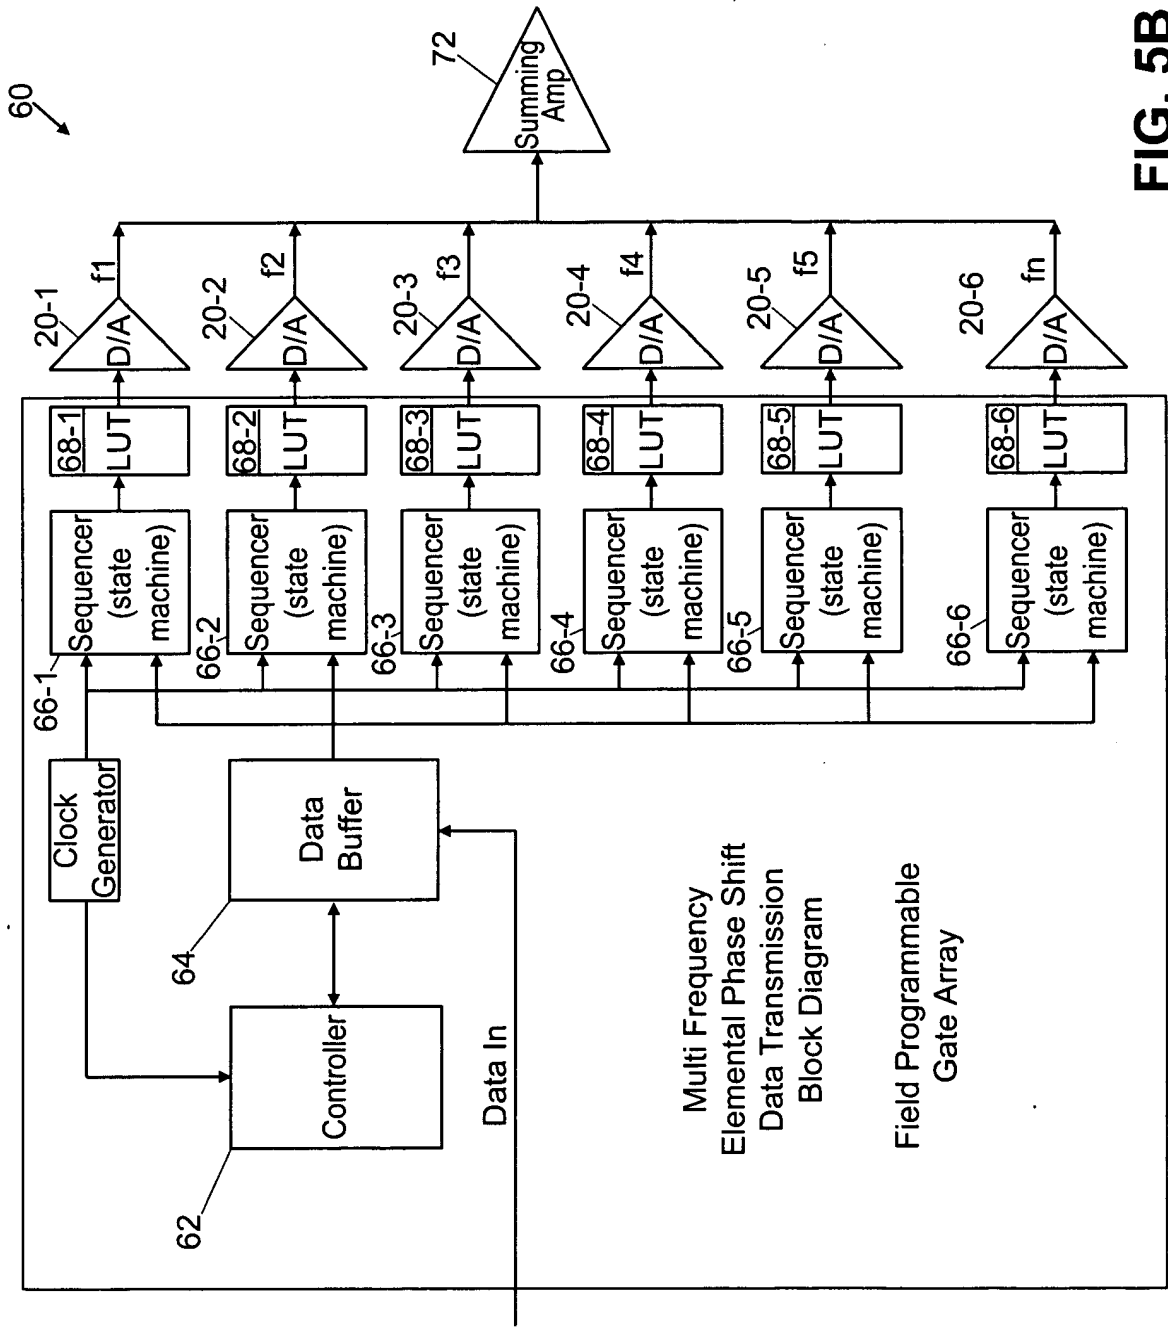 60
72
Summing
Amp
20-1
f1
D/A
68-1
LUT
Sequencer
(state
machine)
66-1
20-2
f2
D/A
68-2
LUT
Sequencer
(state
machine)
66-2
20-3
f3
D/A
68-3
LUT
Sequencer
(state
machine)
66-3
20-4
f4
D/A
68-4
LUT
Sequencer
(state
machine)
66-4
20-5
f5
D/A
68-5
LUT
Sequencer
(state
machine)
66-5
20-6
fn
D/A
68-6
LUT
Sequencer
(state
machine)
66-6
Clock
Generator
Data
Buffer
64
Controller
62
Data In
Multi Frequency
Elemental Phase Shift
Data Transmission
Block Diagram
Field Programmable
Gate Array
FIG. 5B